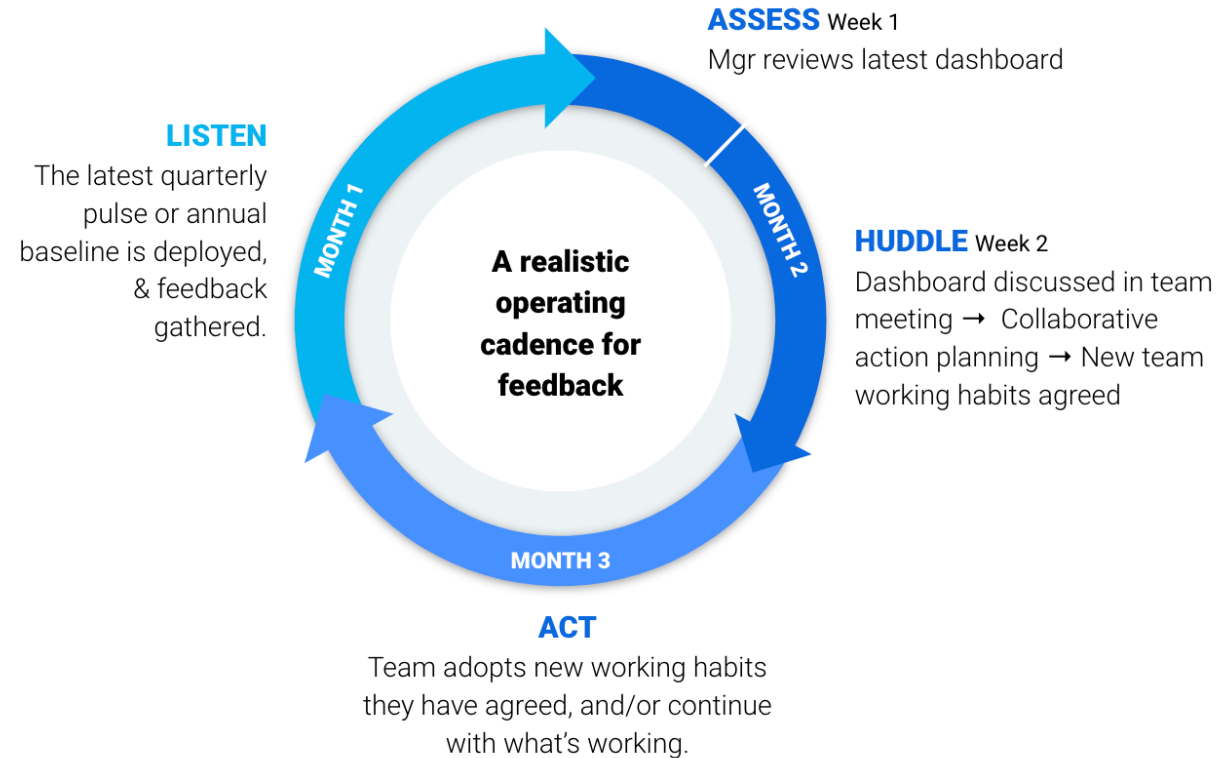 ASSESS Week 1
Mgr reviews latest dashboard
LISTEN
The latest quarterly
pulse or annual
baseline is deployed,
& feedback
gathered.
MONTH 1
MONTH 2
HUDDLE Week 2
Dashboard discussed in team
meeting → Collaborative
action planning → New team
working habits agreed
A realistic
operating
cadence for
feedback
MONTH 3
ACT
Team adopts new working habits
they have agreed, and/or continue
with what’s working.